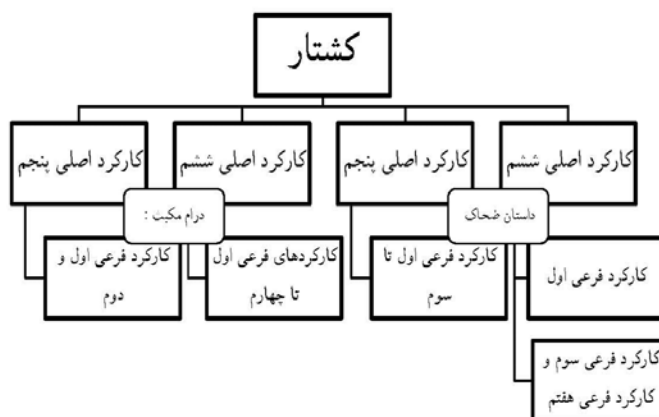 کشتار
کارکرد اصلی ششم
کارکرد اصلی پنجم
کارکرد اصلی ششم
کارکرد اصلی پنجم
داستان ضحاک
درام مکبث :
کارکرد فرعی اول
کارکرد فرعی اول تا
سوم
کارکردهای فرعی اول
تا چهارم
کارکرد فرعی اول و
دوم
کارکرد فرعی سوم و
کارکرد فرعی هفتم